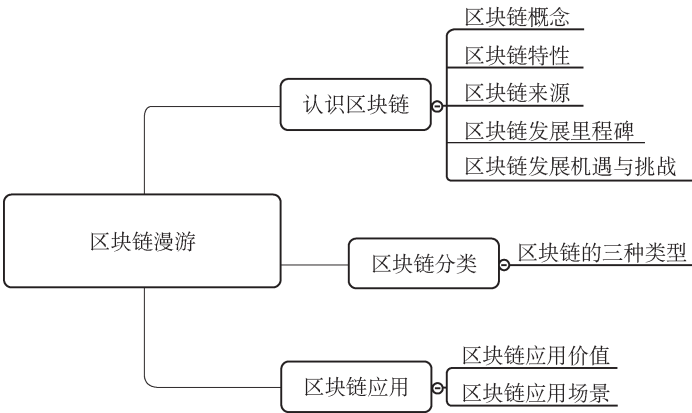 区块链漫游
认识区块链
区块链概念
区块链特性
区块链来源
区块链发展里程碑
区块链发展机遇与挑战
区块链分类
区块链的三种类型
区块链应用
区块链应用价值
区块链应用场景